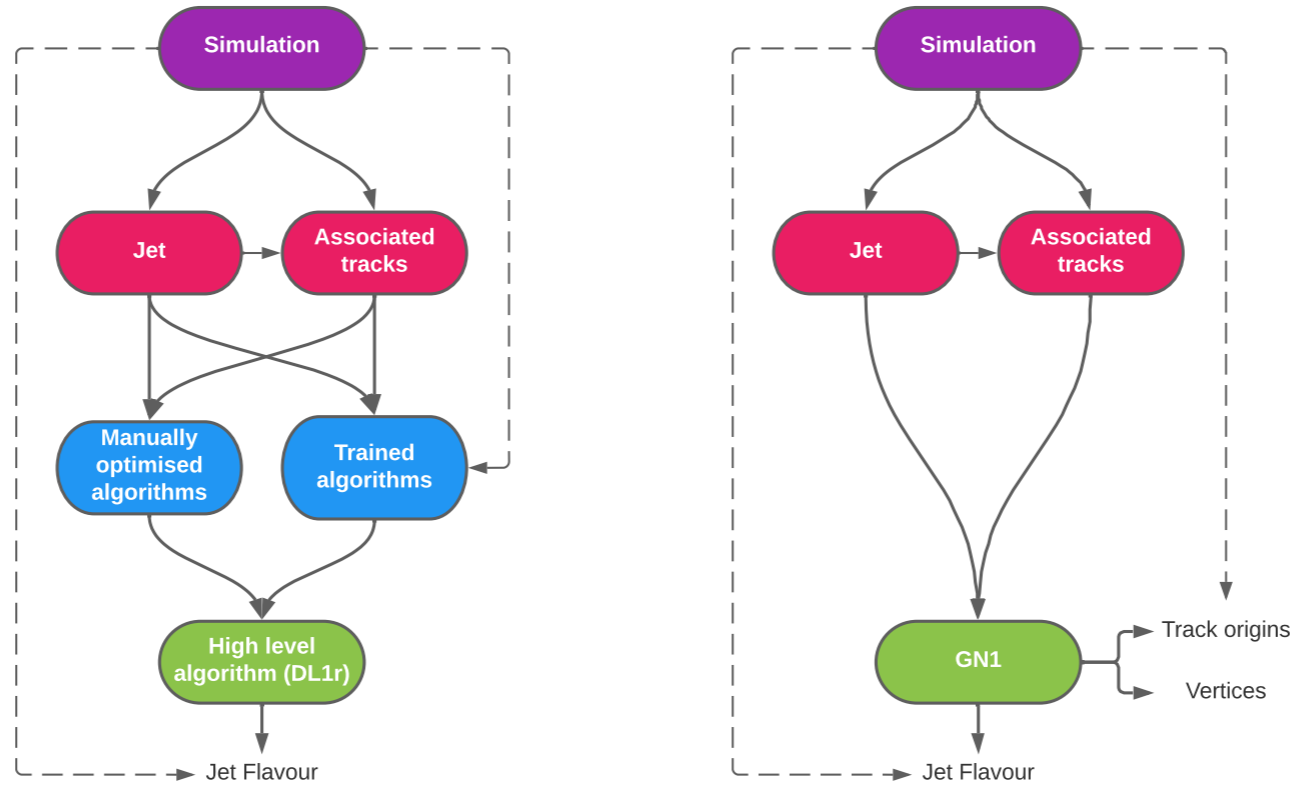 Simulation
Jet
Associated
tracks
Manually
optimised
algorithms
Trained
algorithms
High level
algorithm (DL1r)
Jet Flavour
Simulation
Jet
Associated
tracks
GN1
Track origins
Vertices
Jet Flavour